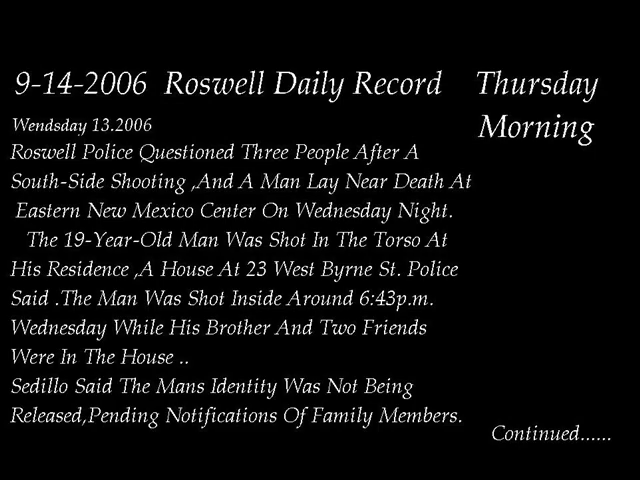 9-14-2006 Roswell Daily Record Thursday
Morning
Wendsday 13.2006
Roswell Police Questioned Three People After A
South-Side Shooting ,And A Man Lay Near Death At
Eastern New Mexico Center On Wednesday Night.
The 19-Year-Old Man Was Shot In The Torso At
His Residence ,A House At 23 West Byrne St. Police
Said .The Man Was Shot Inside Around 6:43p.m.
Wednesday While His Brother And Two Friends
Were In The House ..
Sedillo Said The Mans Identity Was Not Being
Released,Pending Notifications Of Family Members.
Continued......